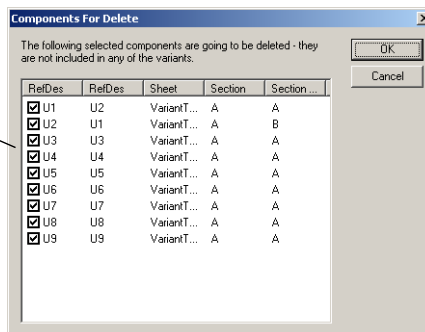 Components For Delete
The following selected components are going to be deleted - they
are not included in any of the variants.
OK
Cancel
RefDes RefDes Sheet Section Section ...
U1 U2 VariantT... A A
U2 U1 VariantT... A B
U3 U3 VariantT... A A
U4 U4 VariantT... A A
U5 U5 VariantT... A A
U6 U6 VariantT... A A
U7 U7 VariantT... A A
U8 U8 VariantT... A A
U9 U9 VariantT... A A